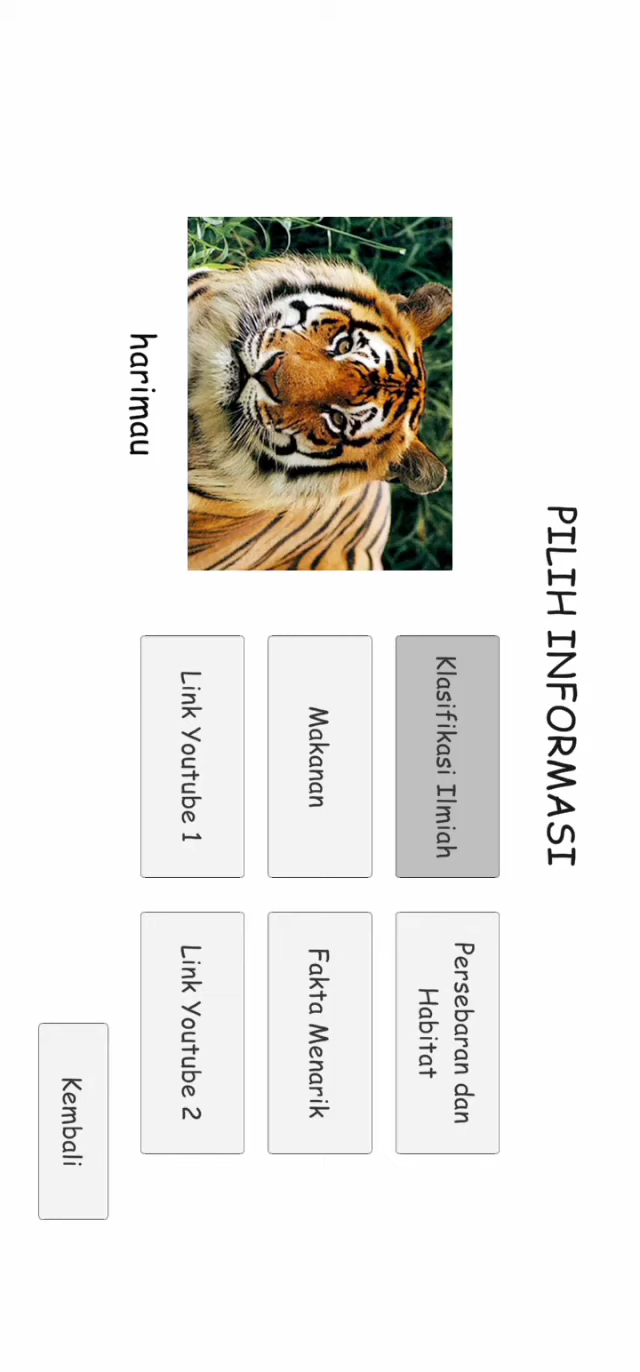 PILIH INFORMASI
harimau
Klasifikasi Ilmiah
Persebaran dan
Habitat
Makanan
Fakta Menarik
Link Youtube 1
Link Youtube 2
Kembali